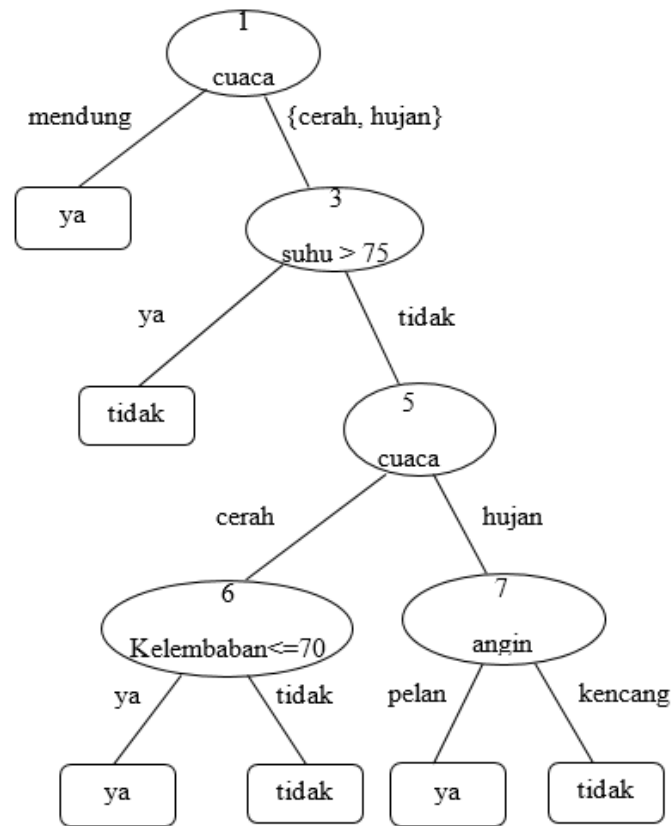 1
cuaca
mendung
{cerah, hujan}
ya
3
suhu > 75
ya
tidak
tidak
5
cuaca
cerah
hujan
6
Kelembaban<=70
7
angin
ya
tidak
pelan
kencang
ya
tidak
ya
tidak